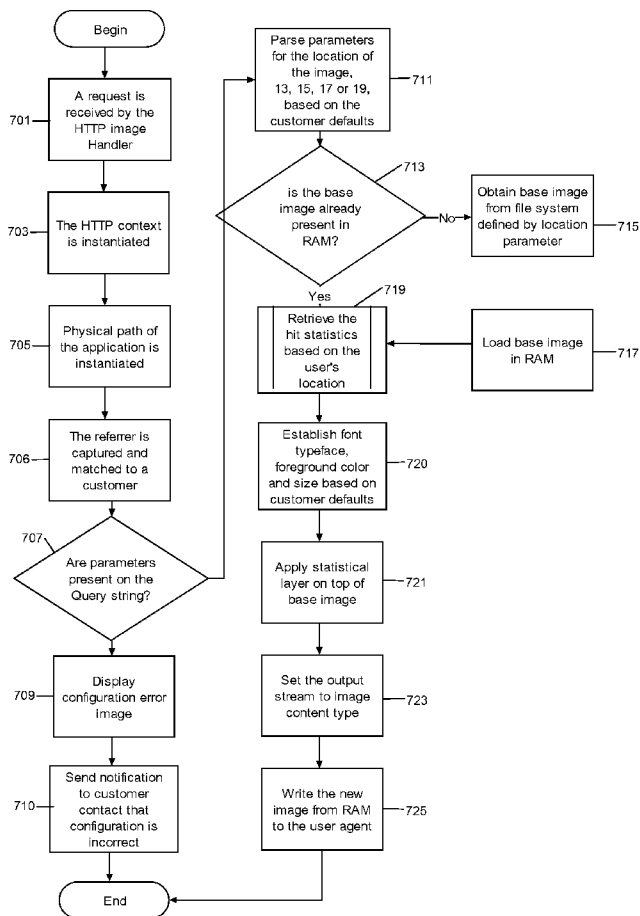 Begin
701
A request is
received by the
HTTP image
Handler
703
The HTTP context
is instantiated
705
Physical path of
the application is
instantiated
706
The referrer is
captured and
matched to a
customer
707
Are parameters
present on the
Query string?
709
Display
configuration error
image
710
Send notification
to customer
contact that
configuration is
incorrect
End
Parse parameters
for the location of
the image,
13, 15, 17 or 19,
based on the
customer defaults
711
713
is the base
image already
present in
RAM?
No
Obtain base image
from file system
defined by location
parameter
715
Yes
719
Retrieve the
hit statistics
based on the
user's
location
Load base image
in RAM
717
Establish font
typeface,
foreground color
and size based on
customer defaults
720
Apply statistical
layer on top of
base image
721
Set the output
stream to image
content type
723
Write the new
image from RAM
to the user agent
725